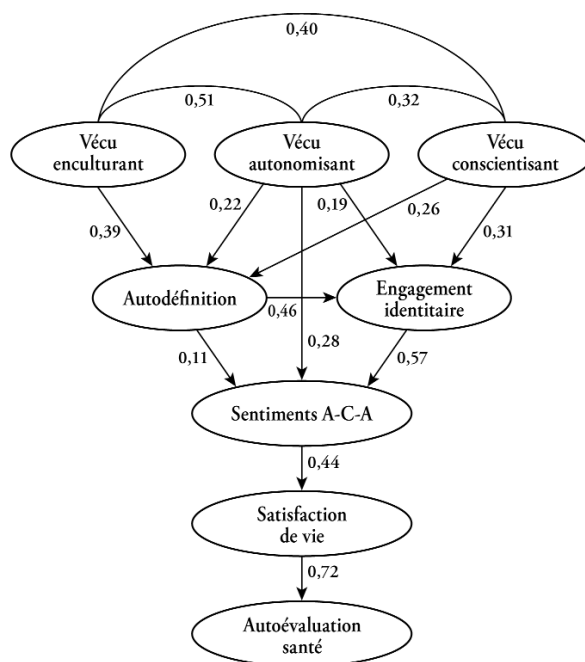 0,40
0,51
0,32
Vécu
enculturant
Vécu
autonomisant
Vécu
conscientisant
0,39
0,22
0,19
0,26
0,31
Autodéfinition
0,46
Engagement
identitaire
0,11
0,28
0,57
Sentiments A-C-A
0,44
Satisfaction
de vie
0,72
Autoévaluation
santé